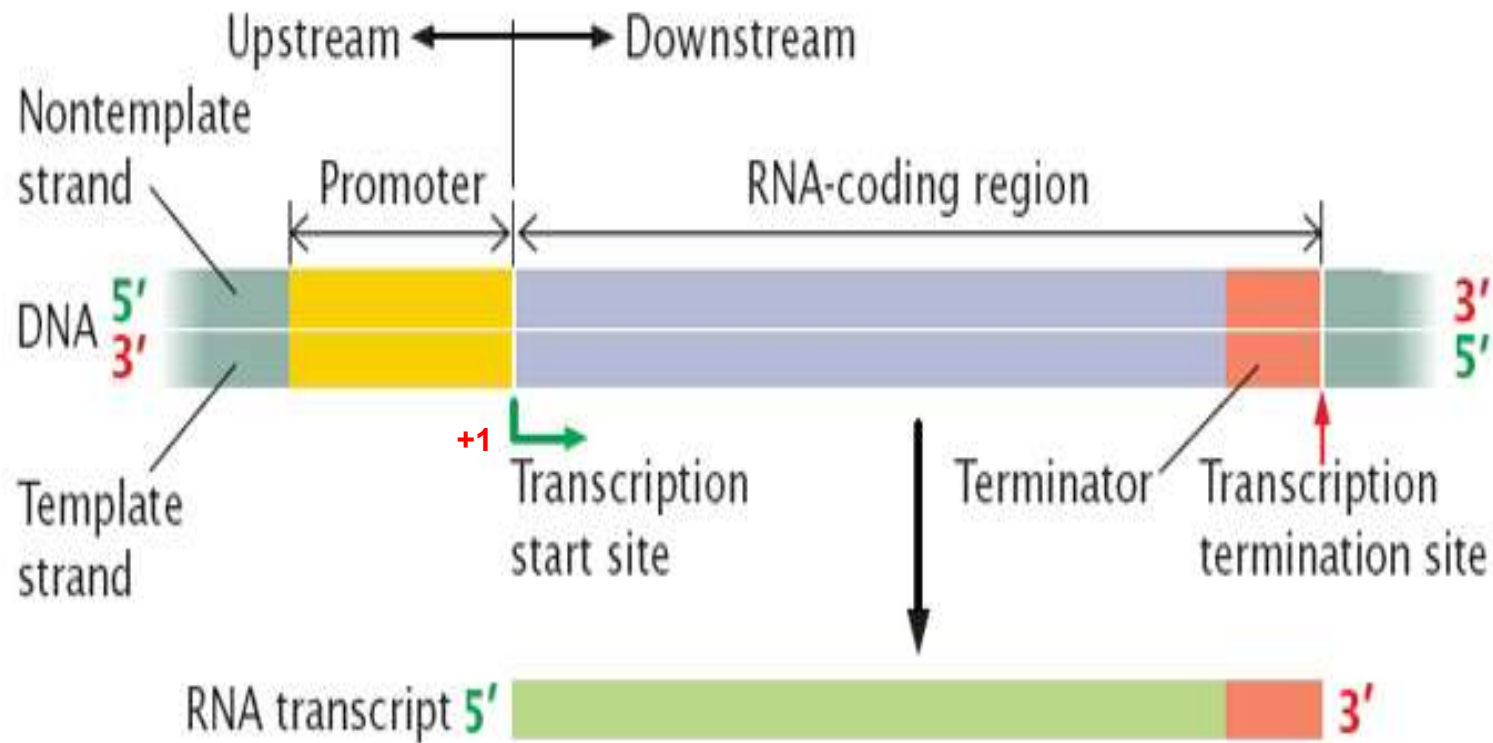 Upstream Downstream
Nontemplate
strand
Promoter RNA-coding region
DNA 5′ 3′
3′ 5′
+1
Transcription
start site
Terminator
Transcription
termination site
Template
strand
RNA transcript 5′ 3′